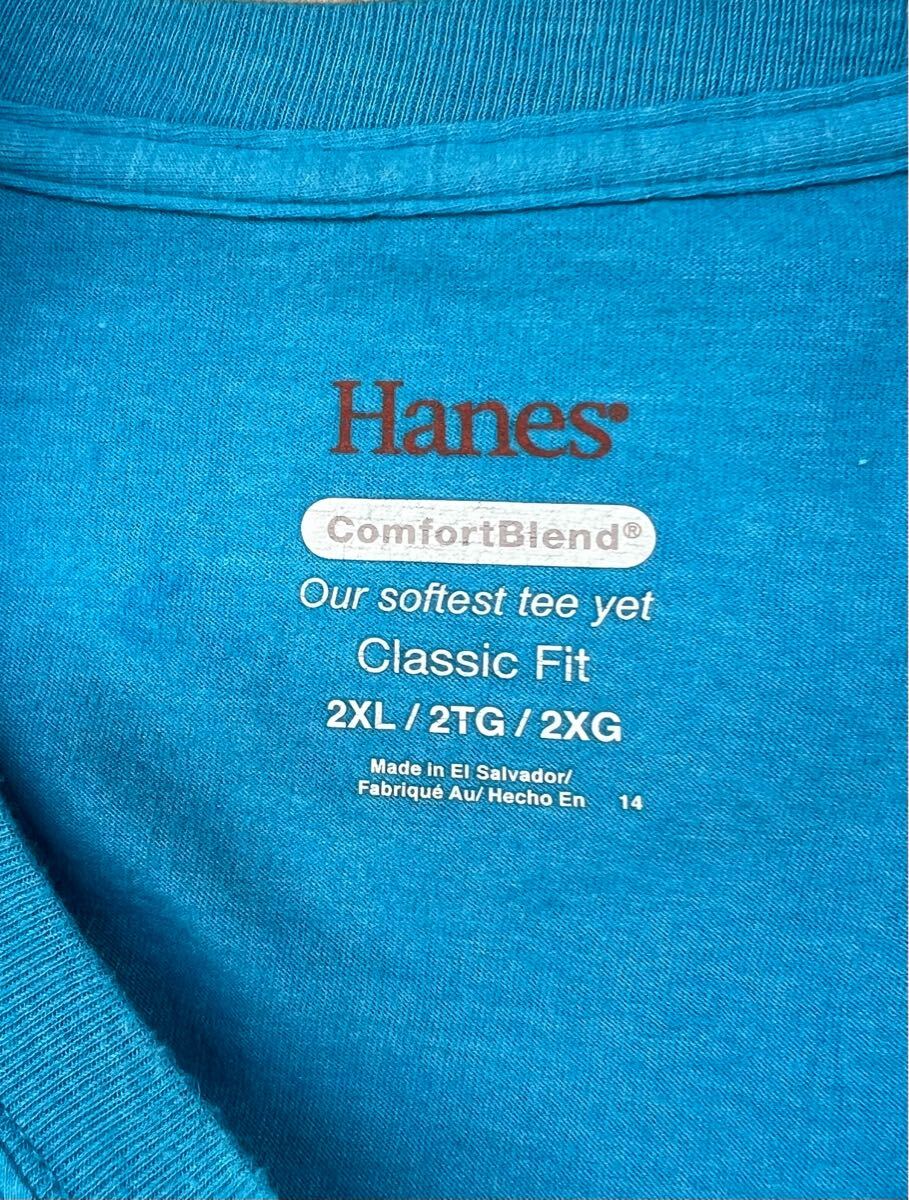 Hanes®
ComfortBlend®
Our softest tee yet
Classic Fit
2XL / 2TG / 2XG
Made in El Salvador/
Fabriqué Au/ Hecho En 14